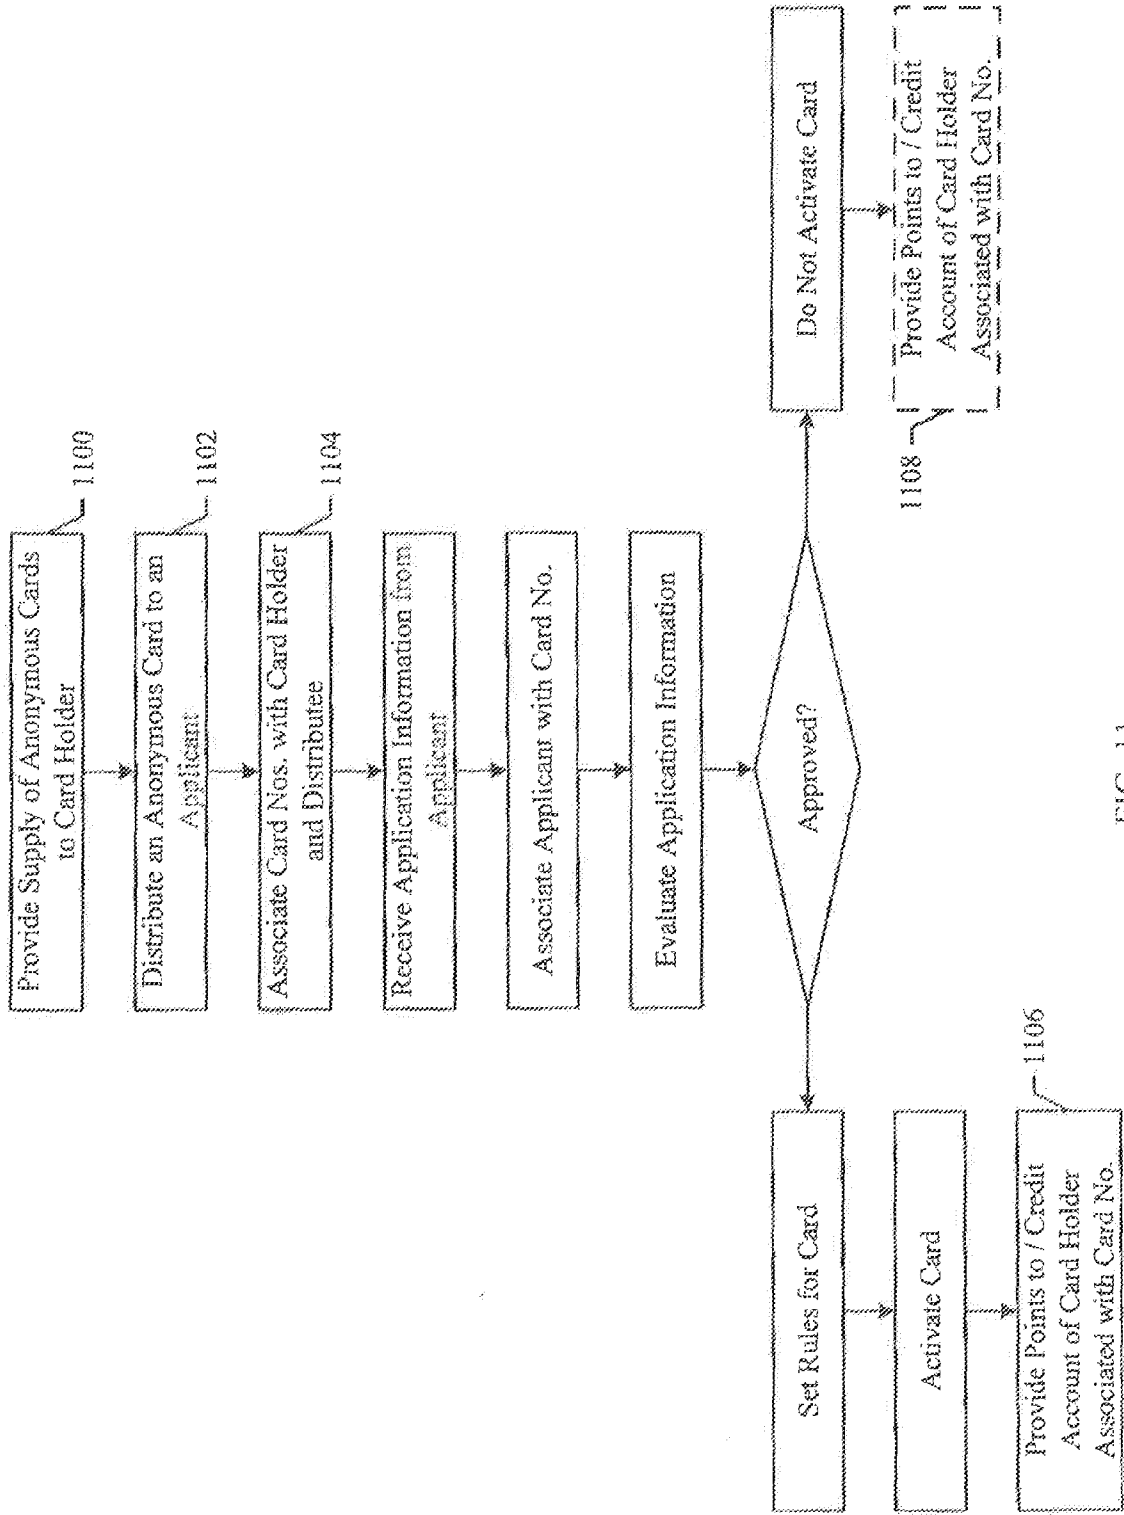 Provide Supply of Anonymous Cards
to Card Holder
1100
Distribute an Anonymous Card to an
Applicant
1102
Associate Card Nos. with Card Holder
and Distributee
1104
Receive Application Information from
Applicant
Associate Applicant with Card No.
Evaluate Application Information
Approved?
Set Rules for Card
Activate Card
Provide Points to / Credit
Account of Card Holder
Associated with Card No.
1106
Do Not Activate Card
Provide Points to / Credit
Account of Card Holder
Associated with Card No.
1108